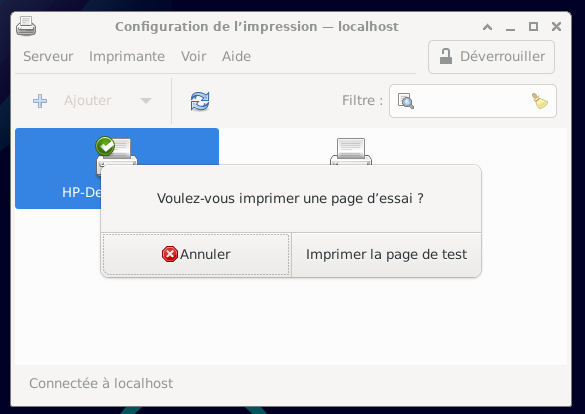 Configuration de l’impression — localhost
Serveur Imprimante Voir Aide Déverrouiller
Ajouter Filtre :
HP-De
Voulez-vous imprimer une page d’essai ?
Annuler Imprimer la page de test
Connectée à localhost